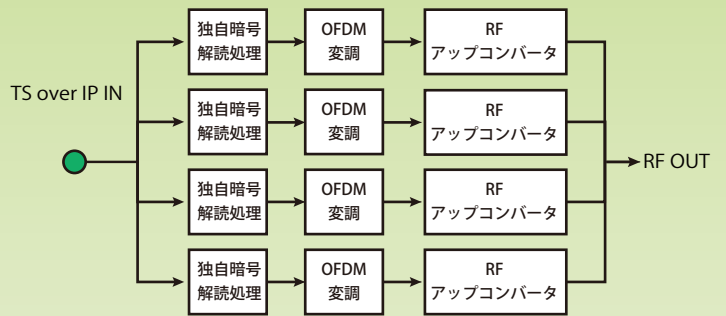 TS over IP IN
独自暗号
解読処理
OFDM
変調
RF
アップコンバータ
独自暗号
解読処理
OFDM
変調
RF
アップコンバータ
独自暗号
解読処理
OFDM
変調
RF
アップコンバータ
独自暗号
解読処理
OFDM
変調
RF
アップコンバータ
RF OUT